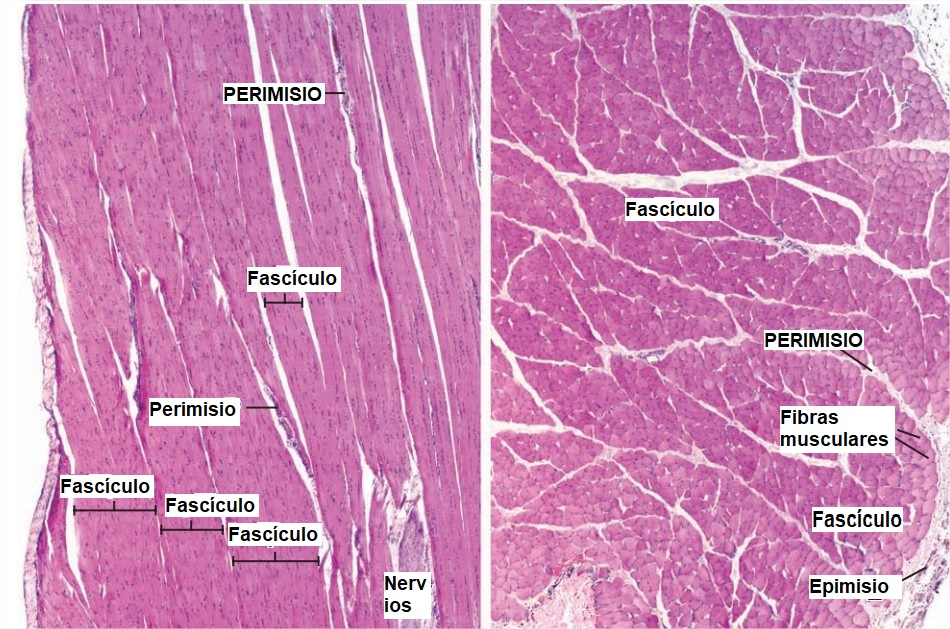 PERIMISIO
Fascículo
Perimisio
Fascículo
Fascículo
Fascículo
Nerv
ios
Fascículo
PERIMISIO
Fibras
musculares
Fascículo
Epimisio